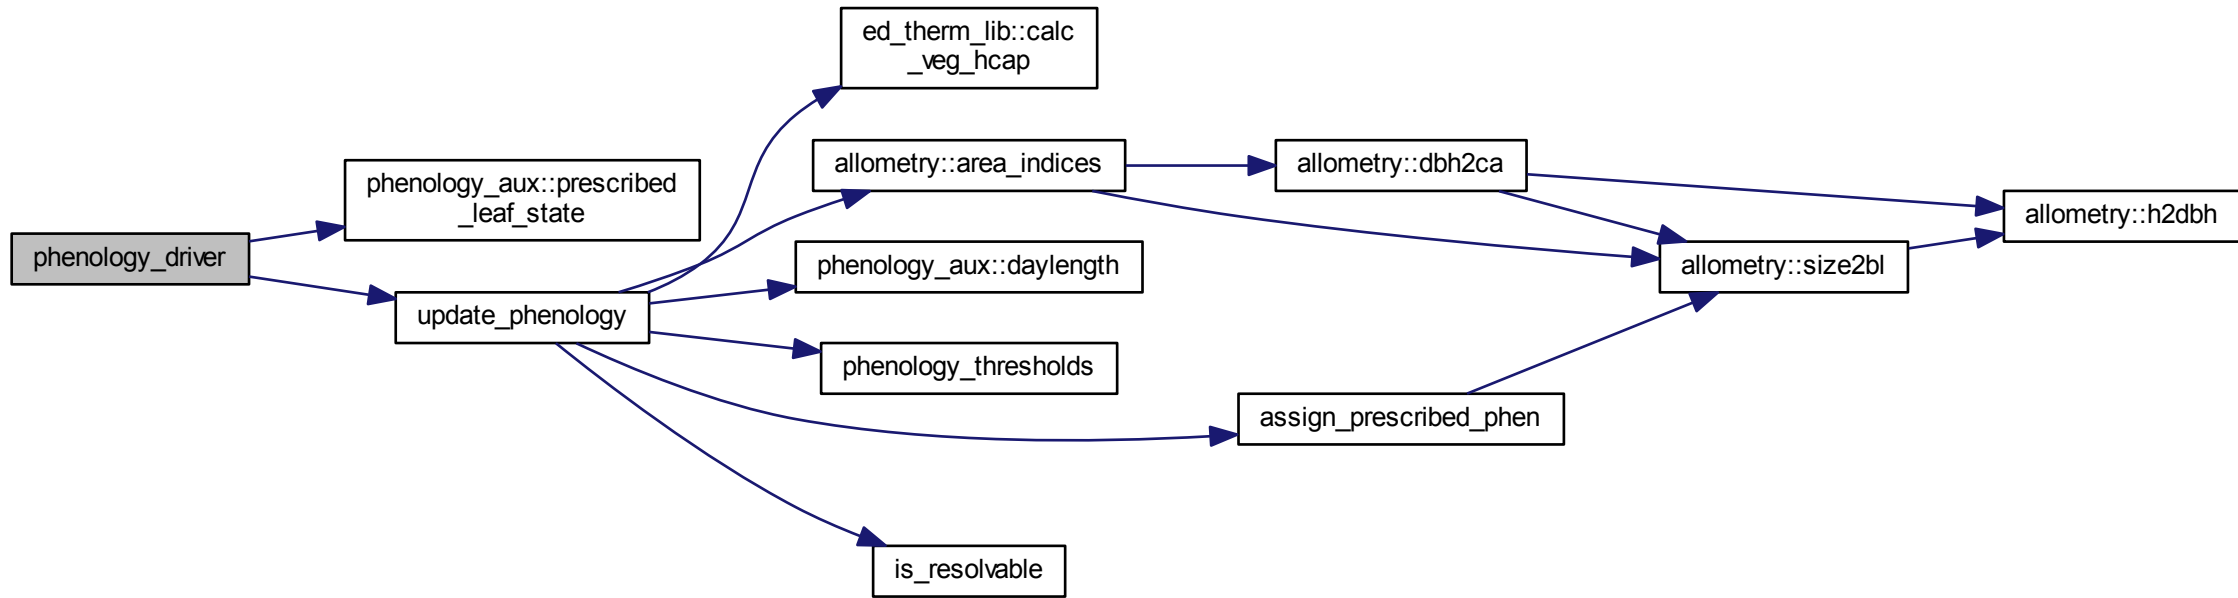 ed_therm_lib::calc
_veg_hcap
allometry::area_indices
allometry::dbh2ca
phenology_aux::prescribed
_leaf_state
allometry::h2dbh
phenology_driver
phenology_aux::daylength
allometry::size2bl
update_phenology
phenology_thresholds
assign_prescribed_phen
is_resolvable